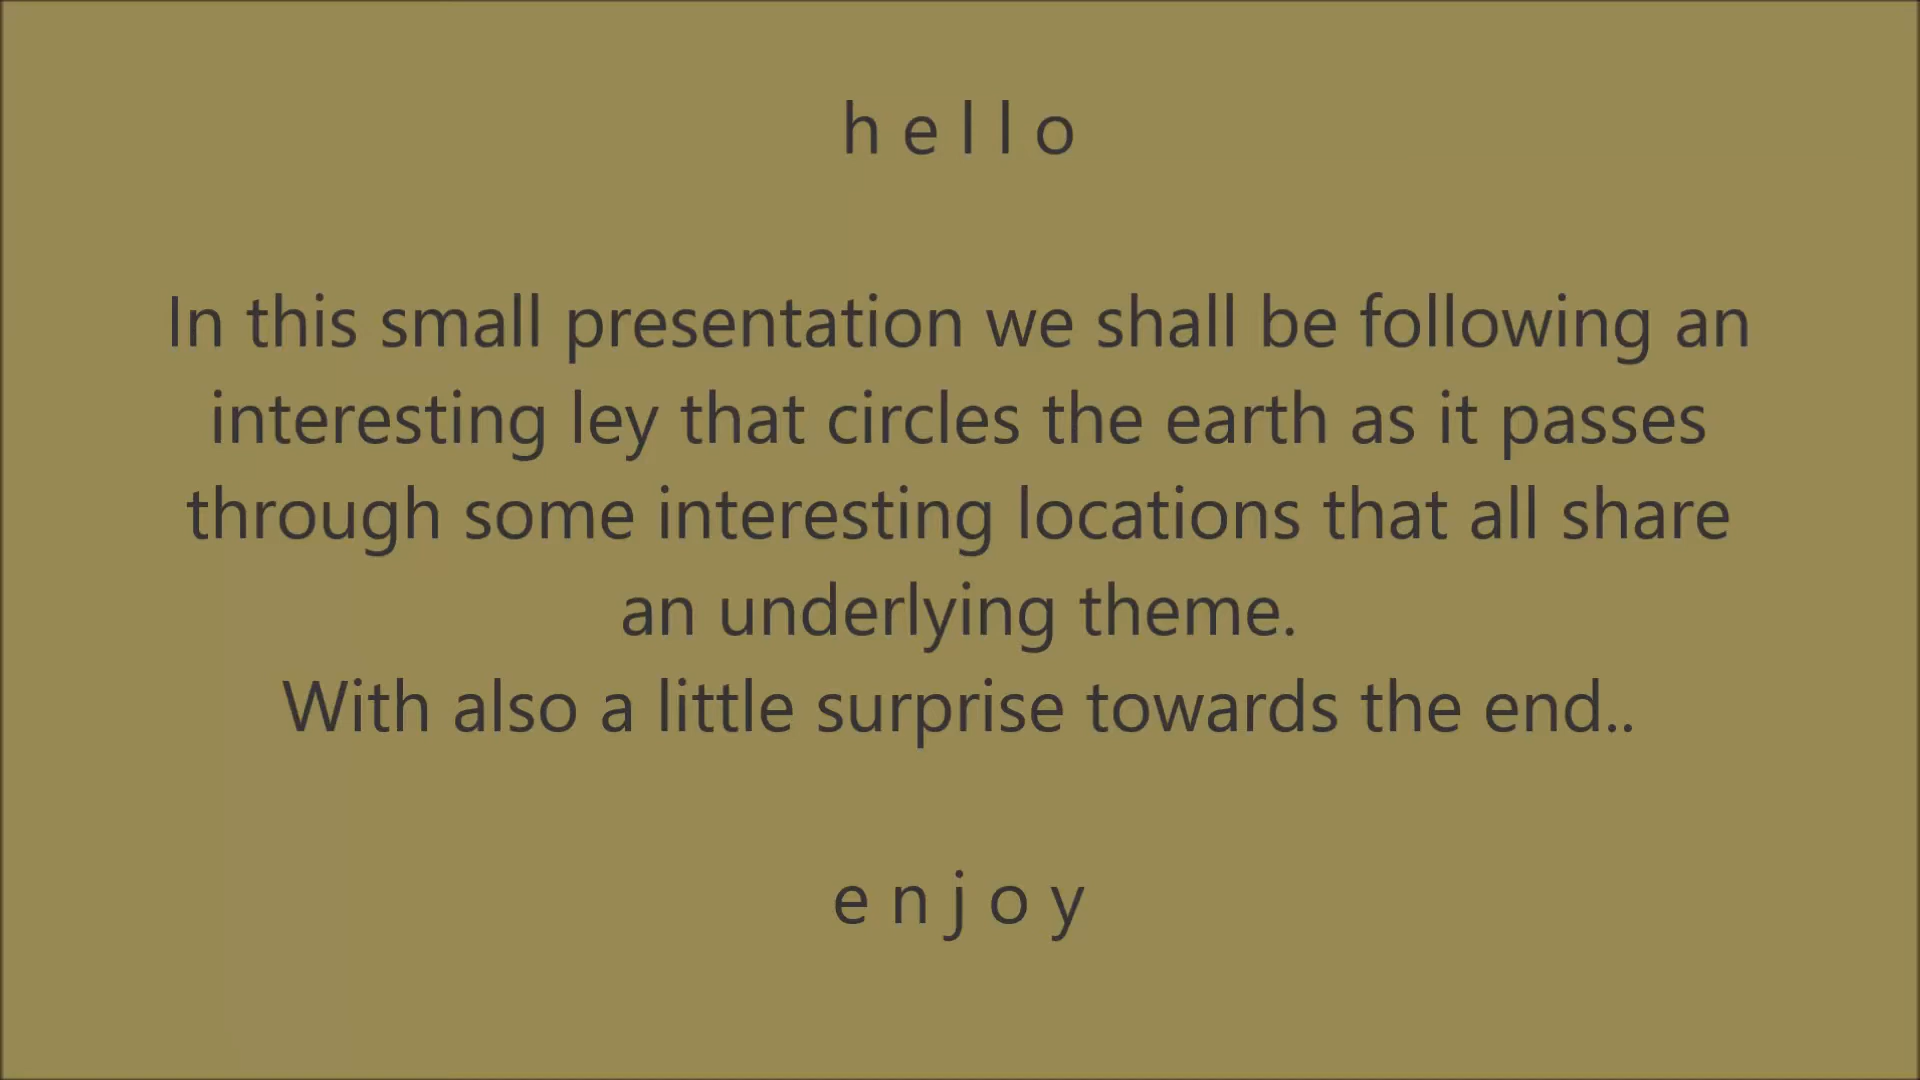 h e l l o
In this small presentation we shall be following an
interesting ley that circles the earth as it passes
through some interesting locations that all share
an underlying theme.
With also a little surprise towards the end..
e n j o y